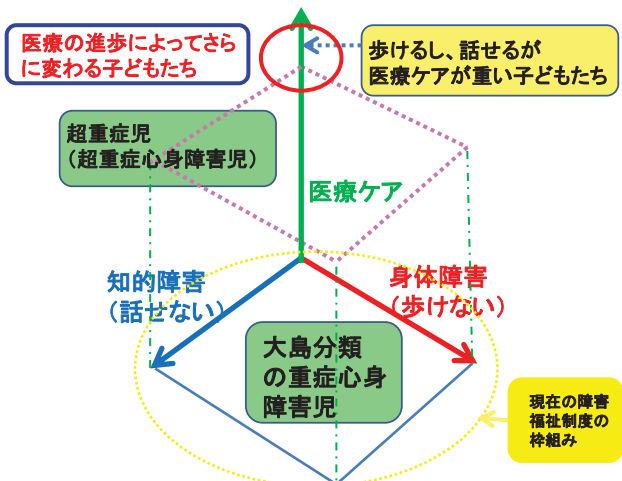 医療の進歩によってさら
に変わる子どもたち
歩けるし、話せるが
医療ケアが重い子どもたち
超重症児
（超重症心身障害児）
医療ケア
知的障害
（話せない）
身体障害
（歩けない）
大島分類
の重症心身
障害児
現在の障害
福祉制度の
枠組み